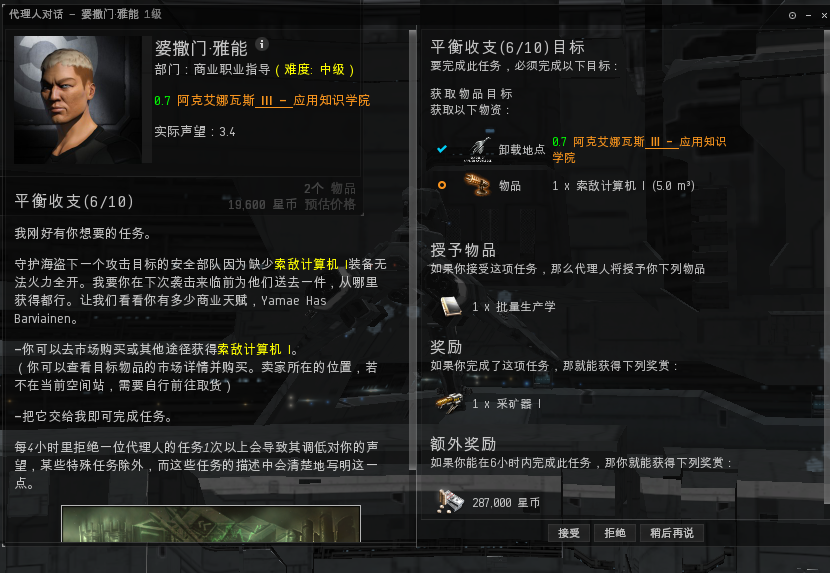 代理人对话 - 婆撒门·雅能 1级
婆撒门·雅能
部门：商业职业指导 ( 难度: 中级 )
0.7 阿克艾娜瓦斯 III - 应用知识学院
实际声望：3.4
平衡收支(6/10)
2个 物品
19,600 星币 预估价格
我刚好有你想要的任务。
守护海盗下一个攻击目标的安全部队因为缺少索敌计算机 I装备无
法火力全开。我要你在下次袭击来临前为他们送去一件，从哪里
获得都行。让我们看看你有多少商业天赋，Yamae Has
Barviainen。
-你可以去市场购买或其他途径获得索敌计算机 I。
（你可以查看目标物品的市场详情并购买。卖家所在的位置，若
不在当前空间站，需要自行前往取货）
-把它交给我即可完成任务。
每4小时里拒绝一位代理人的任务1次以上会导致其调低对你的声
望，某些特殊任务除外，而这些任务的描述中会清楚地写明这一
点。
平衡收支(6/10)目标
要完成此任务，必须完成以下目标：
获取物品目标
获取以下物资：
卸载地点
0.7 阿克艾娜瓦斯 III - 应用知识
学院
物品
1 x 索敌计算机 I (5.0 m³)
授予物品
如果你接受这项任务，那么代理人将授予你下列物品
1 x 批量生产学
奖励
如果你完成了这项任务，那就能获得下列奖赏：
1 x 采矿器 I
额外奖励
如果你能在6小时内完成此任务，那你就能获得下列奖赏：
287,000 星币
接受
拒绝
稍后再说